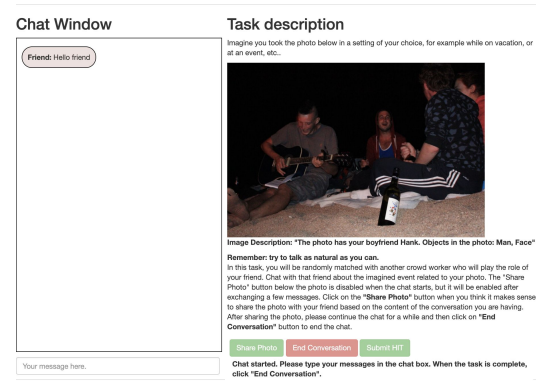 Chat Window
Friend: Hello friend
Your message here.
Task description
Imagine you took the photo below in a setting of your choice, for example while on vacation, or
at an event, etc..
Image Description: "The photo has your boyfriend Hank. Objects in the photo: Man, Face"
Remember: try to talk as natural as you can.
In this task, you will be randomly matched with another crowd worker who will play the role of
your friend. Chat with that friend about the imagined event related to your photo. The "Share
Photo" button below the photo is disabled when the chat starts, but it will be enabled after
exchanging a few messages. Click on the "Share Photo" button when you think it makes sense
to share the photo with your friend based on the content of the conversation you are having.
After sharing the photo, please continue the chat for a while and then click on "End
Conversation" button to end the chat.
Share Photo End Conversation Submit HIT
Chat started. Please type your messages in the chat box. When the task is complete,
click "End Conversation".